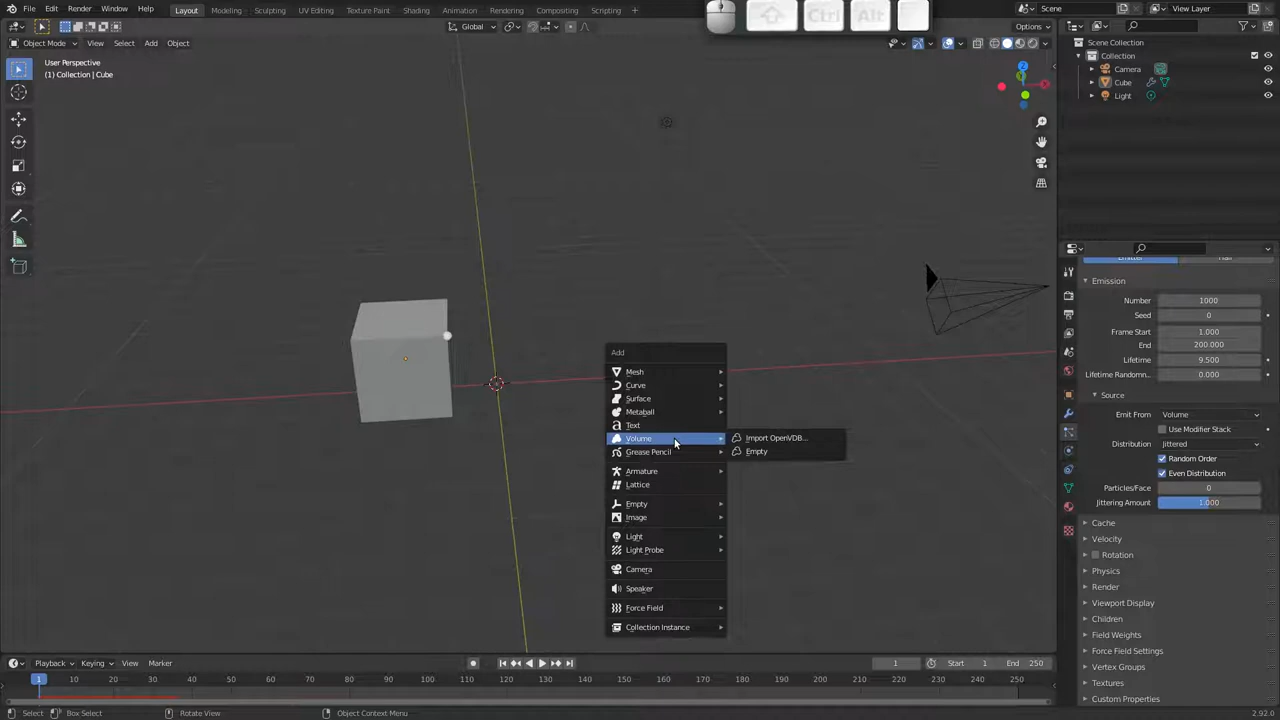 File Edit Render Window Help
Layout Modeling Sculpting UV Editing Texture Paint Shading Animation Rendering Compositing Scripting
Scene
View Layer
Ctrl
Alt
Global
Options
Object Mode View Select Add Object
User Perspective
(1) Collection | Cube
Z
Scene Collection
Collection
Camera
Cube
Light
Add
Mesh
Curve
Surface
Metaball
Text
Volume
Grease Pencil
Armature
Lattice
Empty
Image
Light
Light Probe
Camera
Speaker
Force Field
Collection Instance
Import OpenVDB...
Empty
Emission
Number 1000
Seed 0
Frame Start 1.000
End 200.000
Lifetime 9.500
Lifetime Randomn.. 0.000
Source
Emit From Volume
Use Modifier Stack
Distribution Jittered
Random Order
Even Distribution
Particles/Face 0
Jittering Amount 1.000
Cache
Velocity
Rotation
Physics
Render
Viewport Display
Children
Field Weights
Force Field Settings
Vertex Groups
Textures
Custom Properties
Playback Keying View Marker
1 Start 1 End 250
1 10 20 30 40 50 60 70 80 90 100 110 120 130 140 150 160 170 180 190 200 210 220 230 240 250
Select Box Select Rotate View Object Context Menu
2.92.0